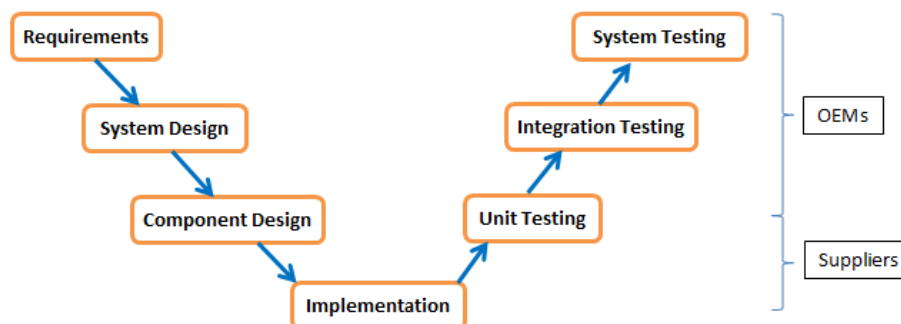 Requirements
System Testing
System Design
Integration Testing
OEMs
Component Design
Unit Testing
Suppliers
Implementation